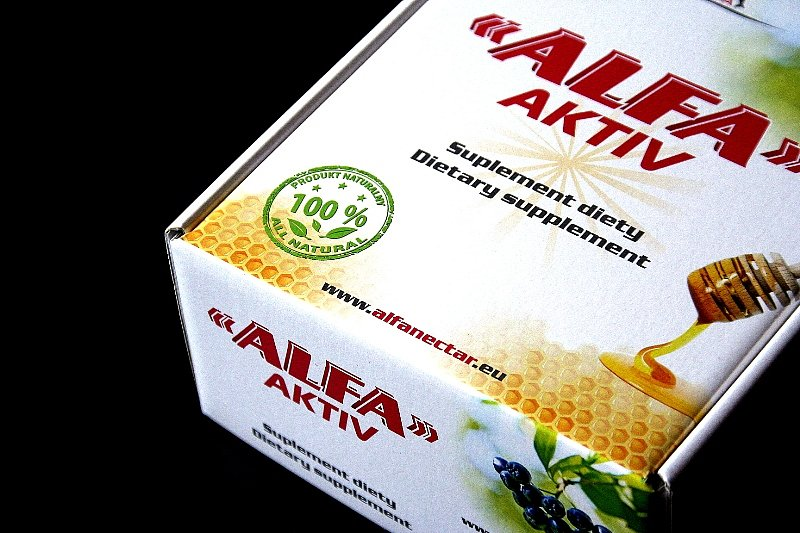 «ALFA»
AKTIV
Suplement diety
Dietary supplement
PRODUKT NATURALNY
100 %
ALL NATURAL
www.alfanectar.eu
«ALFA»
AKTIV
Suplement diety
Dietary supplement
www.